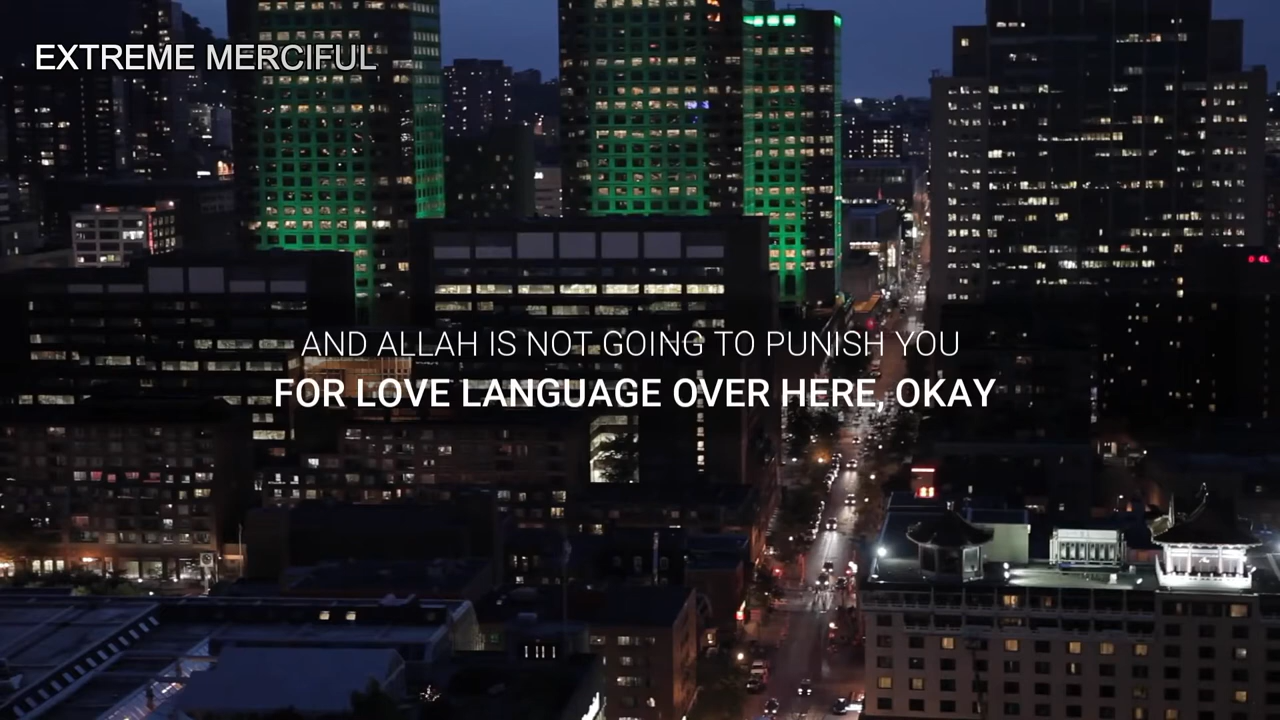 EXTREME MERCIFUL
AND ALLAH IS NOT GOING TO PUNISH YOU
FOR LOVE LANGUAGE OVER HERE, OKAY